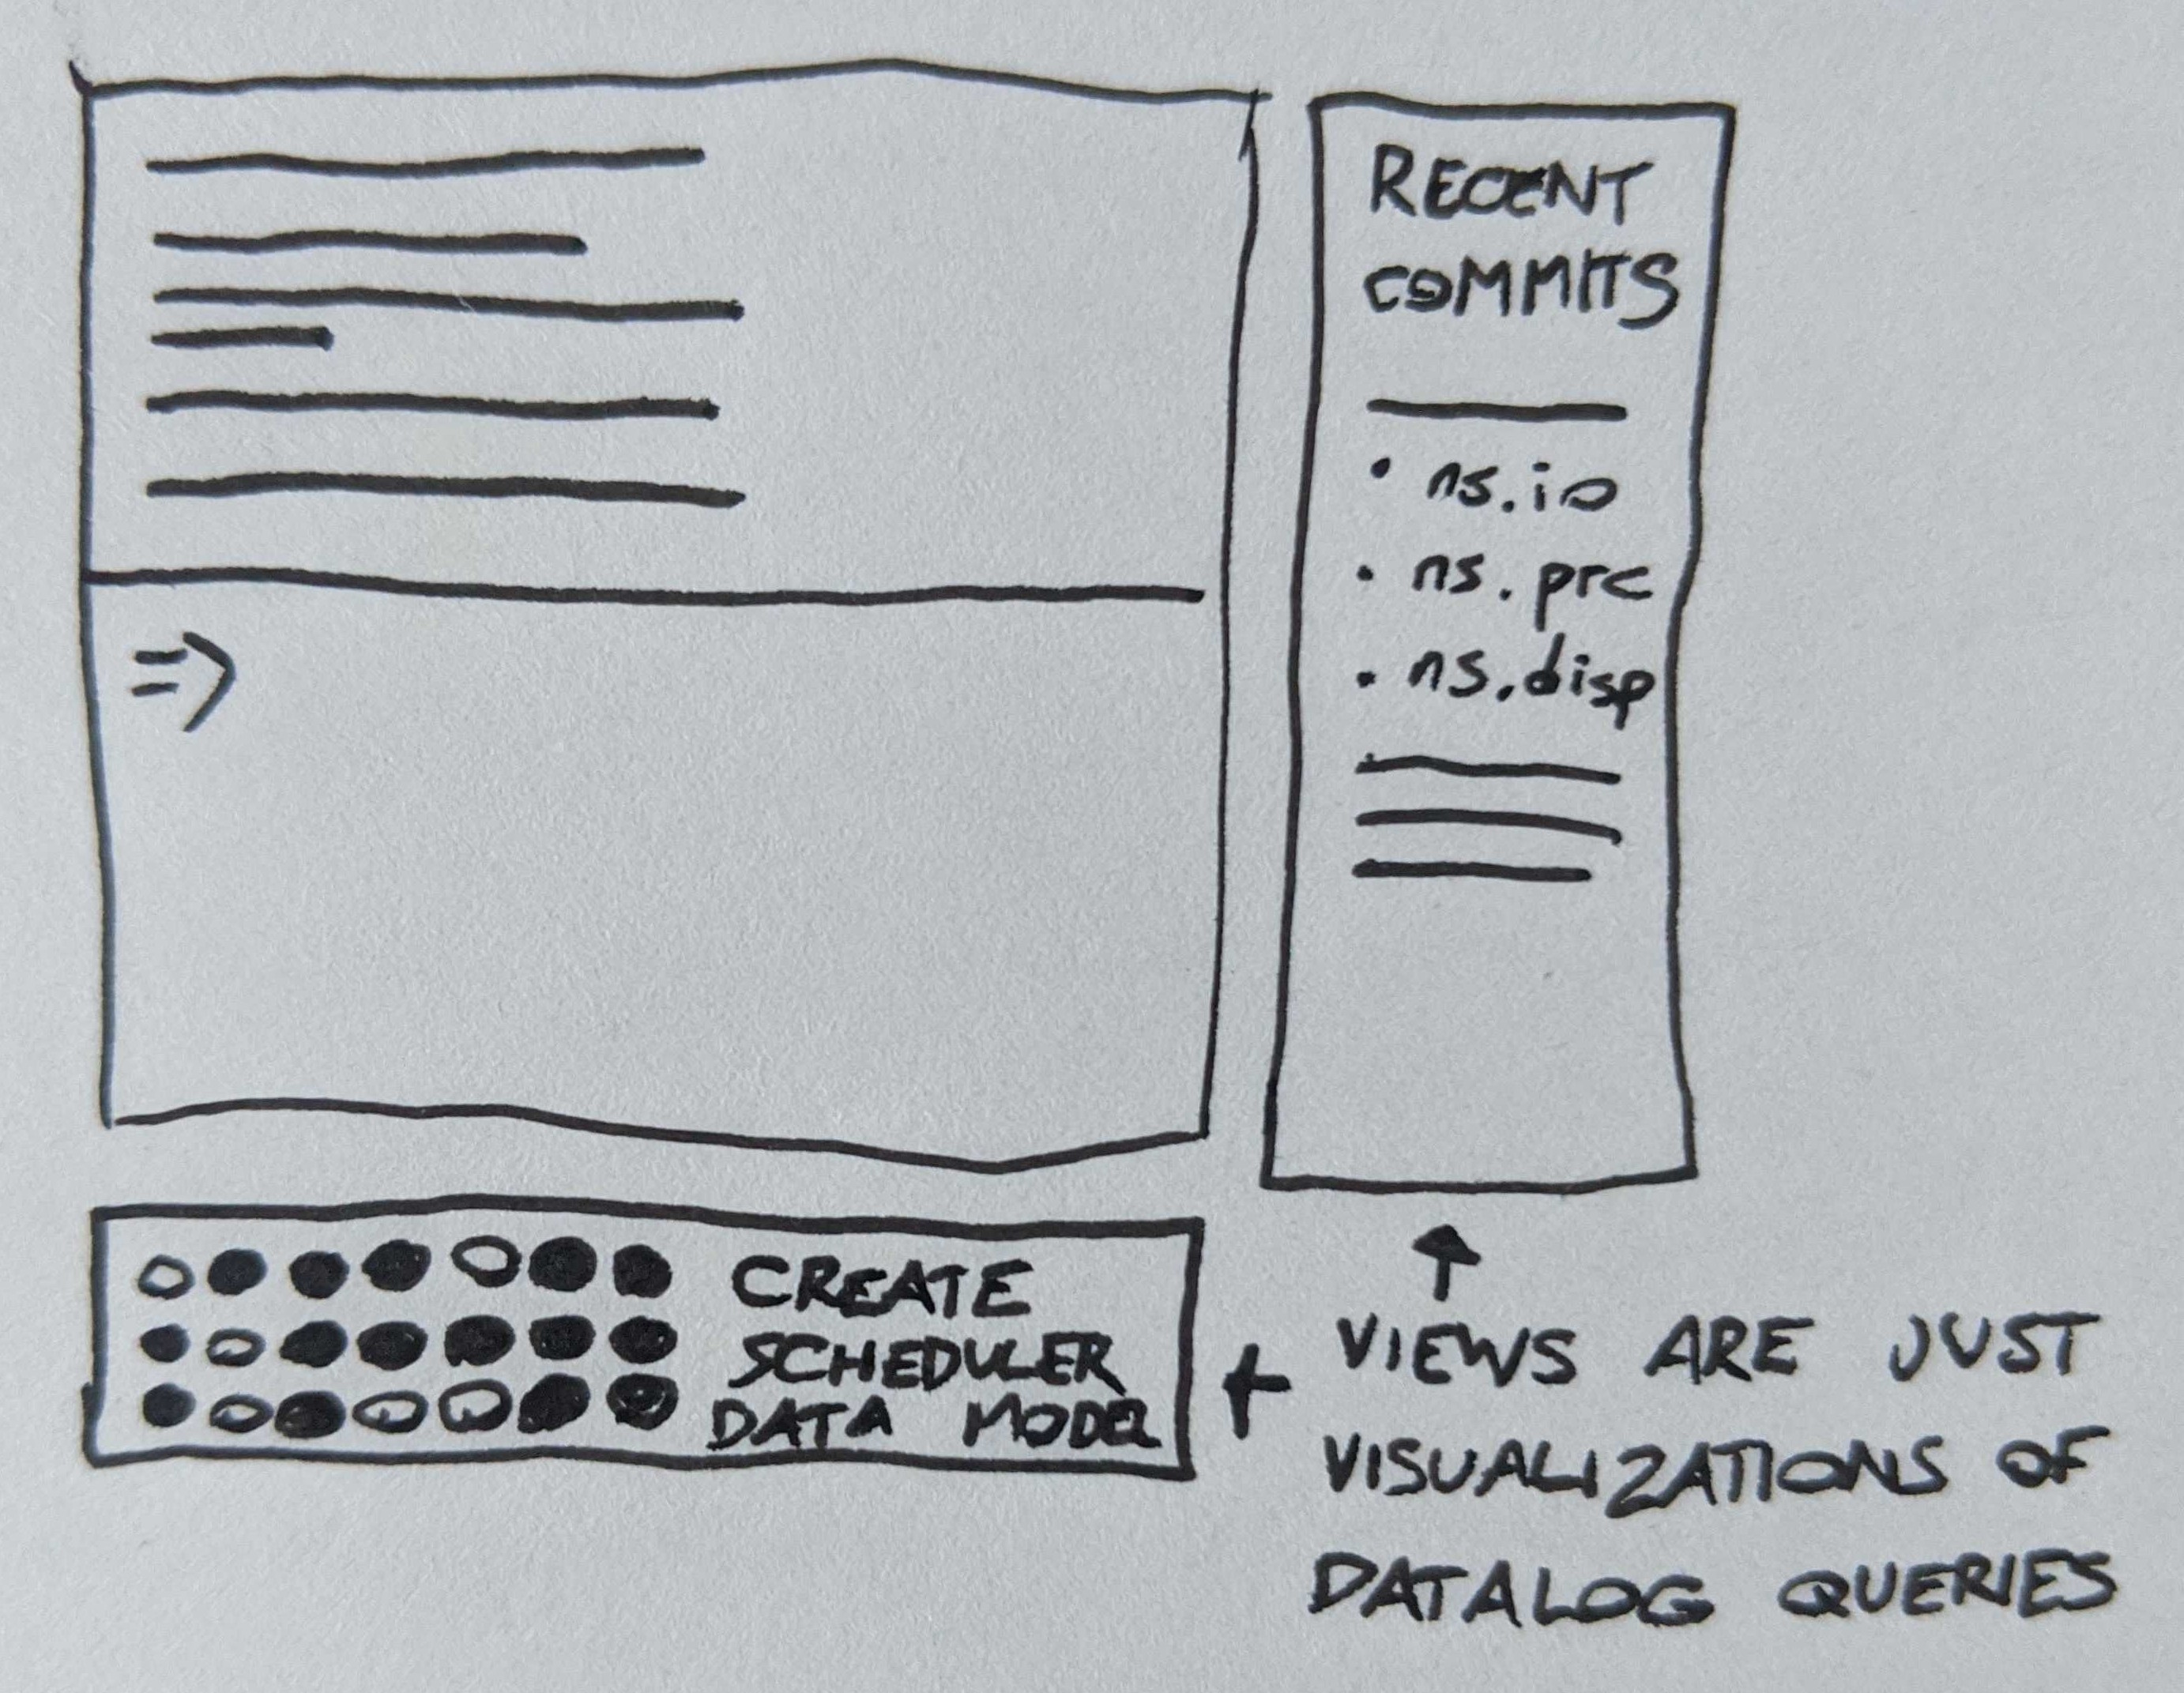 RECENT
COMMITS
• ns.io
• ns.prc
• ns.disp
=>
CREATE
SCHEDULER
DATA MODEL
+
VIEWS ARE JUST
VISUALIZATIONS OF
DATALOG QUERIES